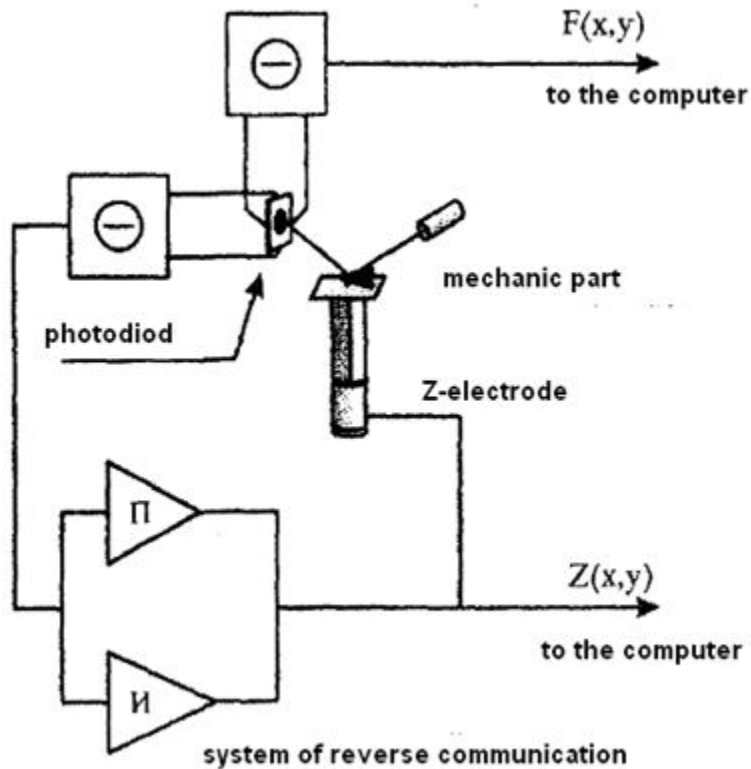 F(x,y)
to the computer
mechanic part
photodiod
Z-electrode
П
Z(x,y)
to the computer
И
system of reverse communication